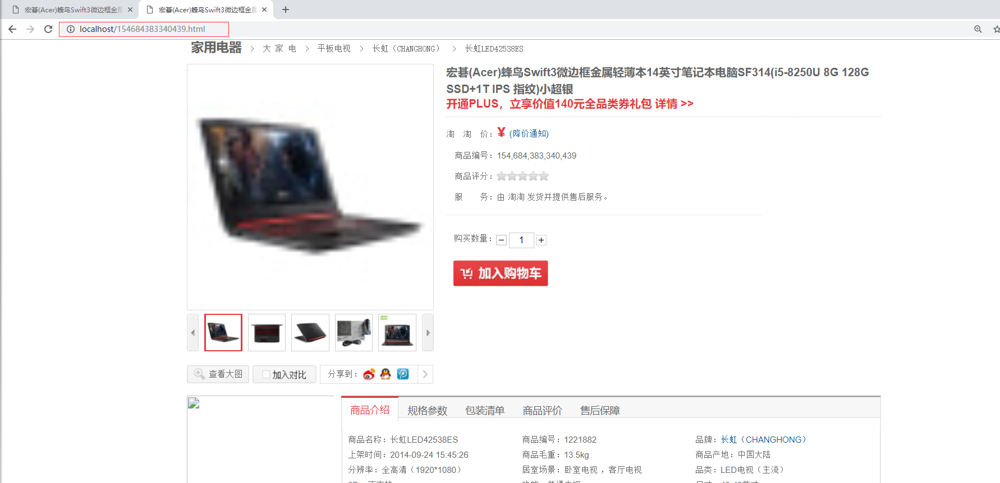 宏碁(Acer)蜂鸟Swift3微边框金属
宏碁(Acer)蜂鸟Swift3微边框金属
localhost/154684383340439.html
家用电器 > 大 家 电 > 平板电视 > 长虹（CHANGHONG） > 长虹LED42538ES
宏碁(Acer)蜂鸟Swift3微边框金属轻薄本14英寸笔记本电脑SF314(i5-8250U 8G 128G
SSD+1T IPS 指纹)小超银
开通PLUS，立享价值140元全品类券礼包 详情 >>
淘 淘 价：¥ (降价通知)
商品编号：154,684,383,340,439
商品评分：
服 务：由 淘淘 发货并提供售后服务。
购买数量：− 1 +
加入购物车
查看大图
加入对比
分享到：
商品介绍 规格参数 包装清单 商品评价 售后保障
商品名称：长虹LED42538ES 商品编号：1221882 品牌：长虹（CHANGHONG）
上架时间：2014-09-24 15:45:26 商品毛重：13.5kg 商品产地：中国大陆
分辨率：全高清（1920*1080） 居室场景：卧室电视 ，客厅电视 品类：LED电视（主流）